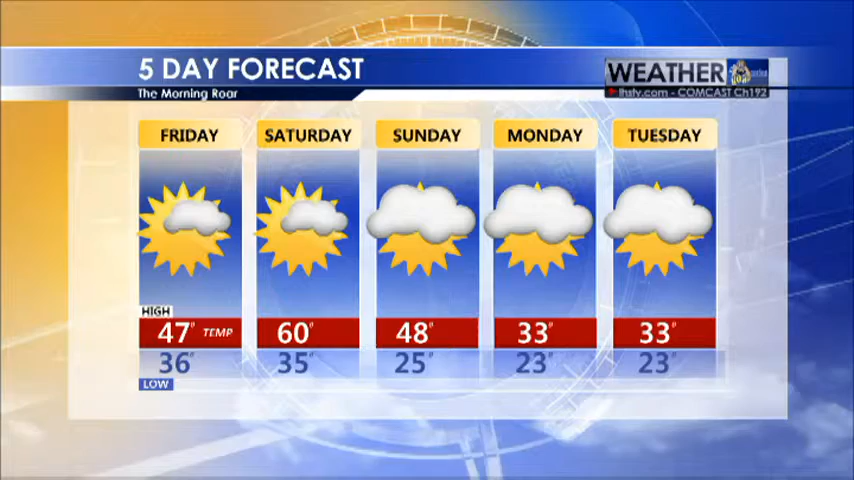 5 DAY FORECAST
The Morning Roar
WEATHER
lhstv.com - COMCAST Ch192
FRIDAY SATURDAY SUNDAY MONDAY TUESDAY
HIGH
47° TEMP 60° 48° 33° 33°
36° 35° 25° 23° 23°
LOW